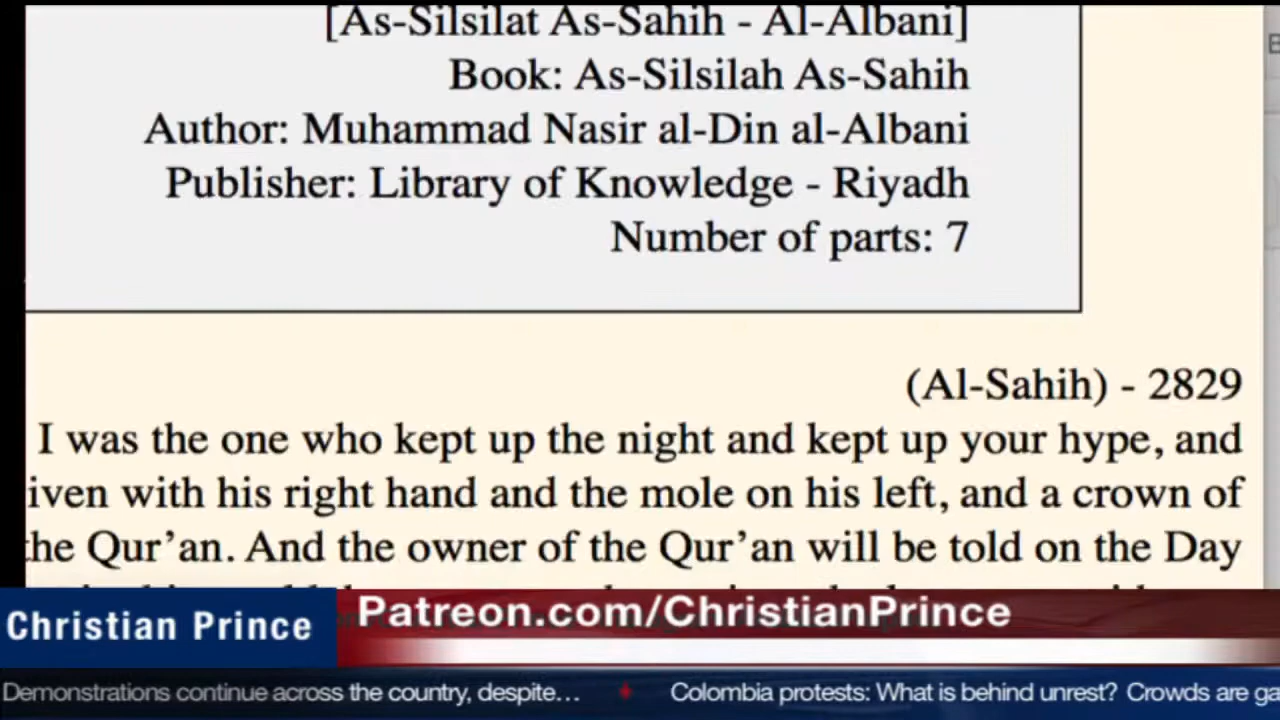 [As-Silsilat As-Sahih - Al-Albani]
Book: As-Silsilah As-Sahih
Author: Muhammad Nasir al-Din al-Albani
Publisher: Library of Knowledge - Riyadh
Number of parts: 7
(Al-Sahih) - 2829
I was the one who kept up the night and kept up your hype, and
iven with his right hand and the mole on his left, and a crown of
the Qur’an. And the owner of the Qur’an will be told on the Day
Christian Prince
Patreon.com/ChristianPrince
Demonstrations continue across the country, despite... Colombia protests: What is behind unrest? Crowds are ga